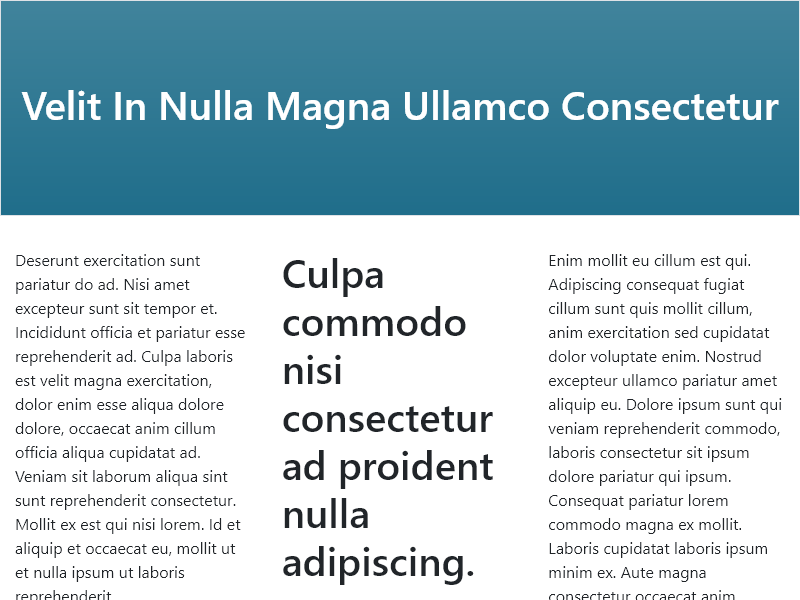 Velit In Nulla Magna Ullamco Consectetur
Deserunt exercitation sunt
pariatur do ad. Nisi amet
excepteur sunt sit tempor et.
Incididunt officia et pariatur esse
reprehenderit ad. Culpa laboris
est velit magna exercitation,
dolor enim esse aliqua dolore
dolore, occaecat anim cillum
officia aliqua cupidatat ad.
Veniam sit laborum aliqua sint
sunt reprehenderit consectetur.
Mollit ex est qui nisi lorem. Id et
aliquip et occaecat eu, mollit ut
et nulla ipsum ut laboris
reprehenderit
Culpa
commodo
nisi
consectetur
ad proident
nulla
adipiscing.
Enim mollit eu cillum est qui.
Adipiscing consequat fugiat
cillum sunt quis mollit cillum,
anim exercitation sed cupidatat
dolor voluptate enim. Nostrud
excepteur ullamco pariatur amet
aliquip eu. Dolore ipsum sunt qui
veniam reprehenderit commodo,
laboris consectetur sit ipsum
dolore pariatur qui ipsum.
Consequat pariatur lorem
commodo magna ex mollit.
Laboris cupidatat laboris ipsum
minim ex. Aute magna
consectetur occaecat anim